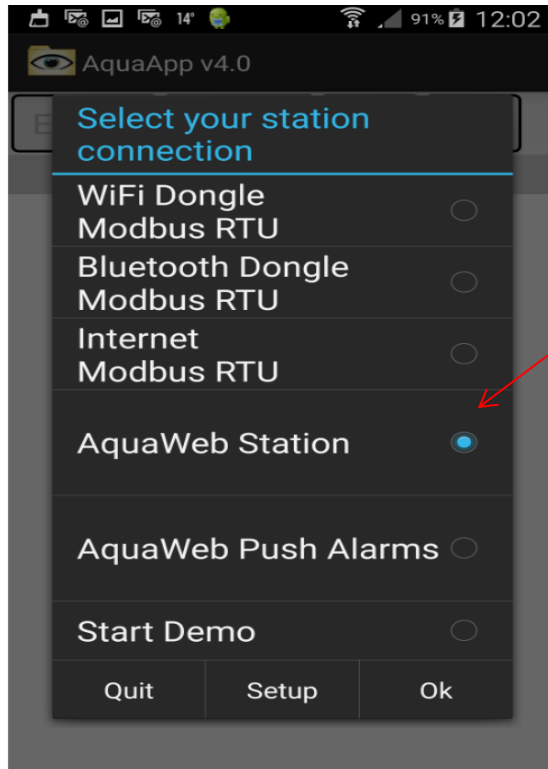 14° 91% 12:02
AquaApp v4.0
E
Select your station
connection
WiFi Dongle
Modbus RTU
Bluetooth Dongle
Modbus RTU
Internet
Modbus RTU
AquaWeb Station
AquaWeb Push Alarms
Start Demo
Quit Setup Ok